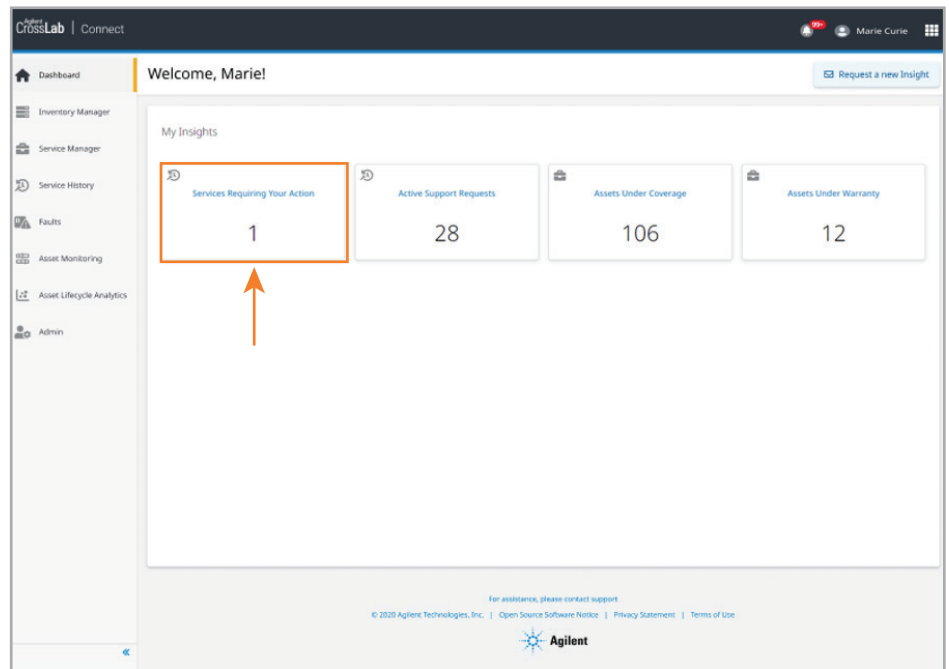 Agilent
CrossLab | Connect
99+
Marie Curie
Dashboard
Inventory Manager
Service Manager
Service History
Faults
Asset Monitoring
Asset Lifecycle Analytics
Admin
«
Welcome, Marie!
Request a new Insight
My Insights
Services Requiring Your Action
1
Active Support Requests
28
Assets Under Coverage
106
Assets Under Warranty
12
For assistance, please contact support
© 2020 Agilent Technologies, Inc. | Open Source Software Notice | Privacy Statement | Terms of Use
Agilent